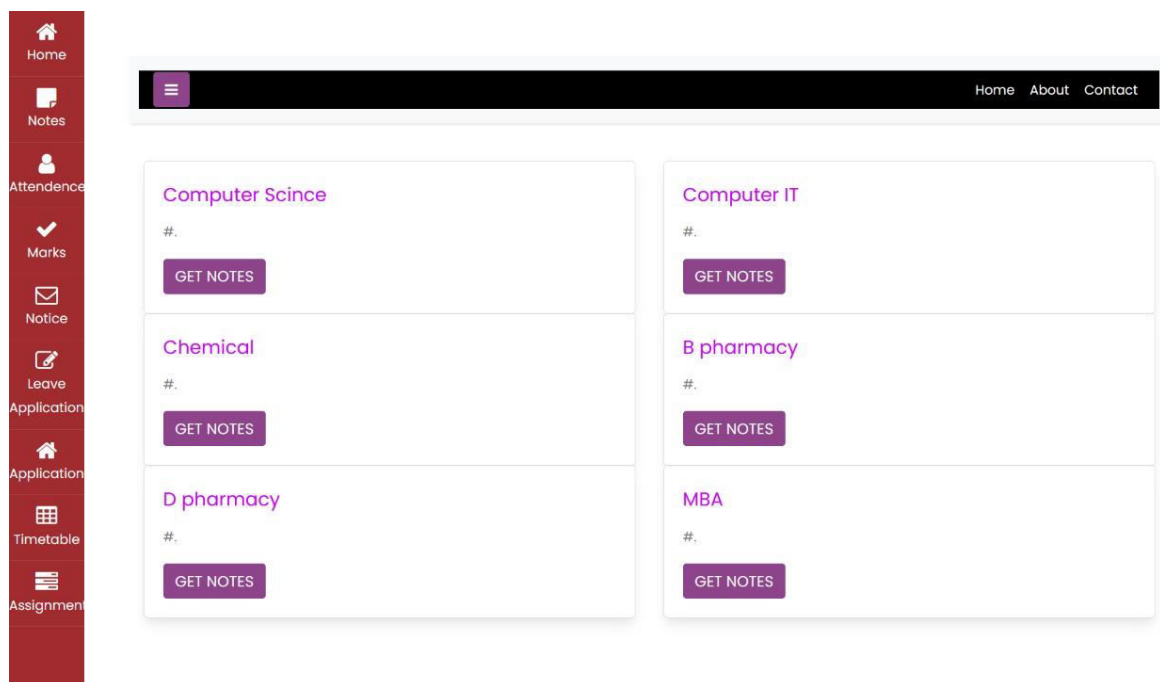 Home
Notes
Attendence
Marks
Notice
Leave
Application
Application
Timetable
Assignment
Home About Contact
Computer Scince
#.
GET NOTES
Computer IT
#.
GET NOTES
Chemical
#.
GET NOTES
B pharmacy
#.
GET NOTES
D pharmacy
#.
GET NOTES
MBA
#.
GET NOTES